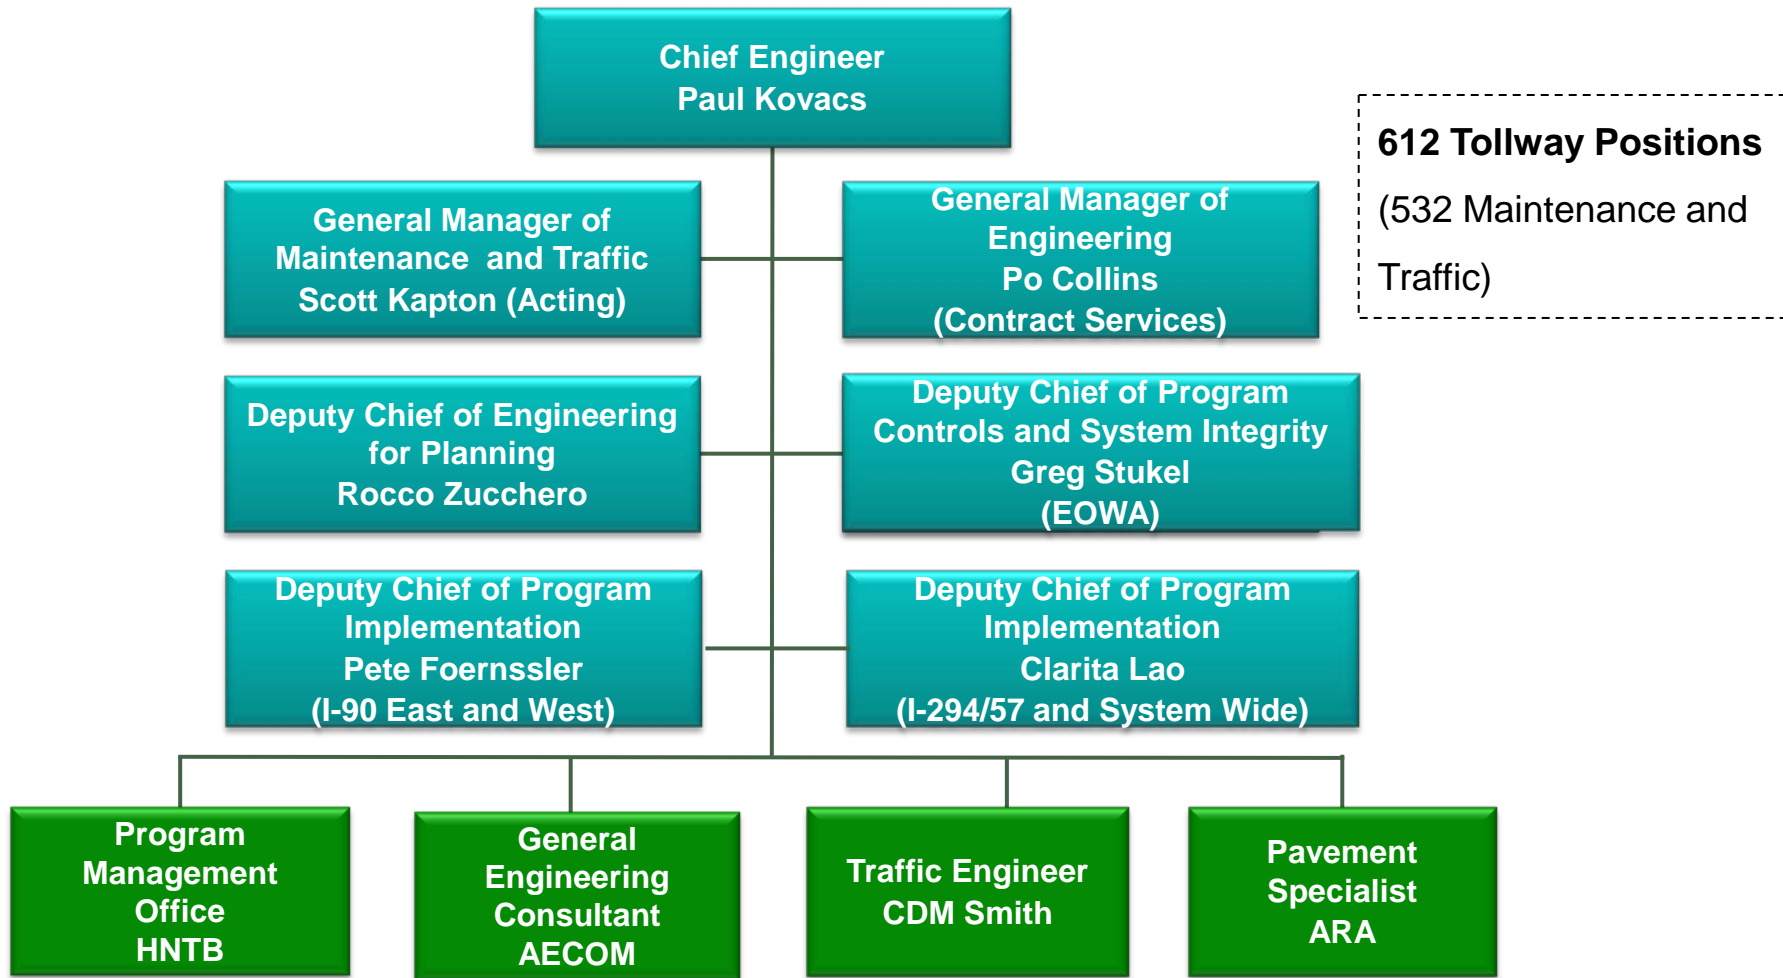 Chief Engineer
Paul Kovacs
612 Tollway Positions
(532 Maintenance and
Traffic)
General Manager of
Maintenance and Traffic
Scott Kapton (Acting)
General Manager of
Engineering
Po Collins
(Contract Services)
Deputy Chief of Engineering
for Planning
Rocco Zucchero
Deputy Chief of Program
Controls and System Integrity
Greg Stukel
(EOWA)
Deputy Chief of Program
Implementation
Pete Foernssler
(I-90 East and West)
Deputy Chief of Program
Implementation
Clarita Lao
(I-294/57 and System Wide)
Program
Management
Office
HNTB
General
Engineering
Consultant
AECOM
Traffic Engineer
CDM Smith
Pavement
Specialist
ARA